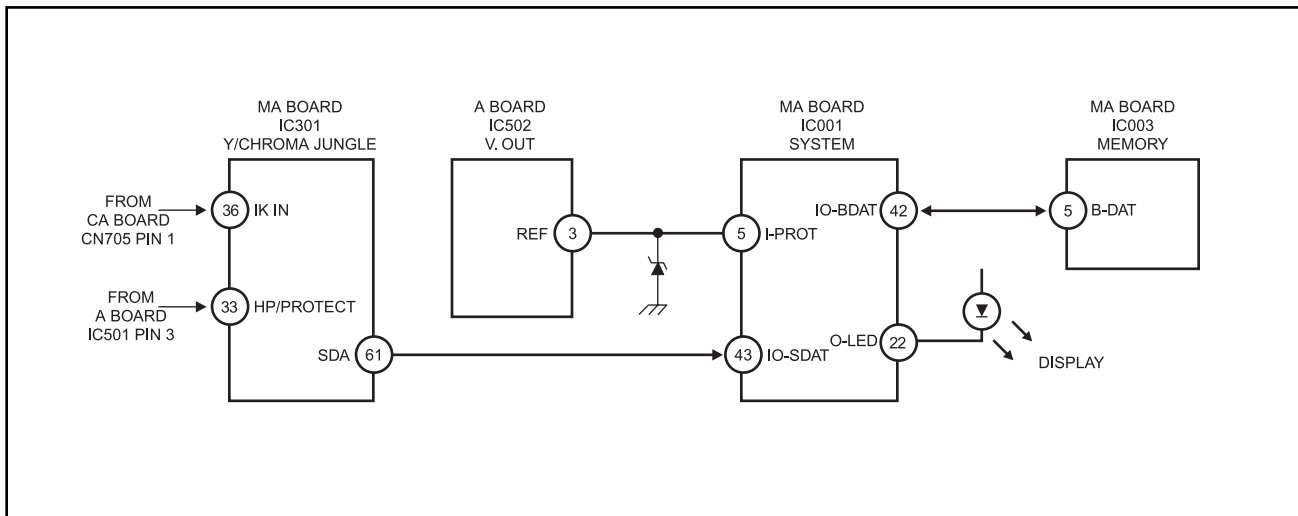 MA BOARD
IC301
Y/CHROMA JUNGLE
A BOARD
IC502
V. OUT
MA BOARD
IC001
SYSTEM
MA BOARD
IC003
MEMORY
FROM
CA BOARD
CN705 PIN 1
36 IK IN
FROM
A BOARD
IC501 PIN 3
33 HP/PROTECT
SDA 61
REF 3
5 I-PROT
43 IO-SDAT
IO-BDAT 42
O-LED 22
5 B-DAT
DISPLAY